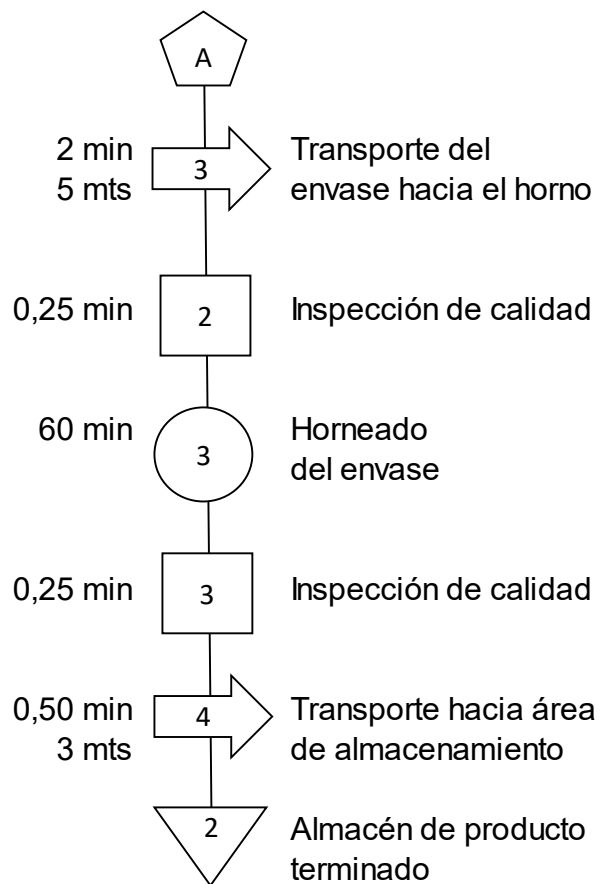 A
2 min
5 mts
3
Transporte del
envase hacia el horno
0,25 min
2
Inspección de calidad
60 min
3
Horneado
del envase
0,25 min
3
Inspección de calidad
0,50 min
3 mts
4
Transporte hacia área
de almacenamiento
2
Almacén de producto
terminado